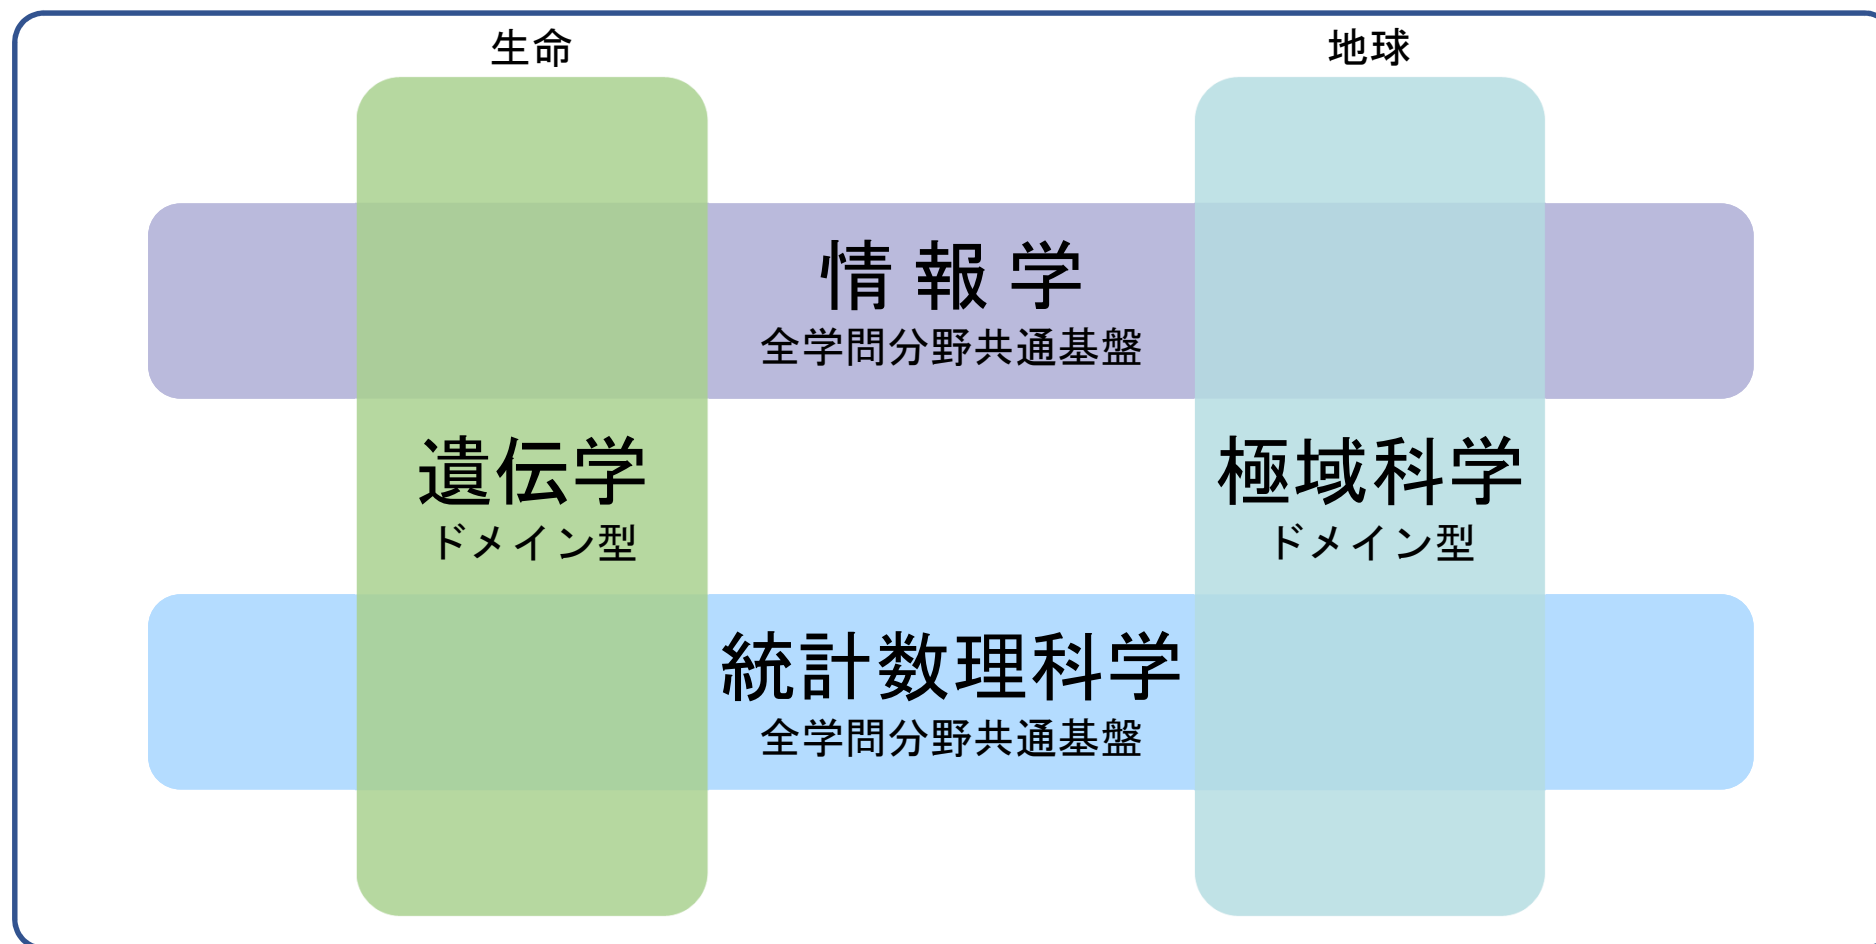 生命
地球
情報学
全学問分野共通基盤
遺伝学
ドメイン型
極域科学
ドメイン型
統計数理科学
全学問分野共通基盤